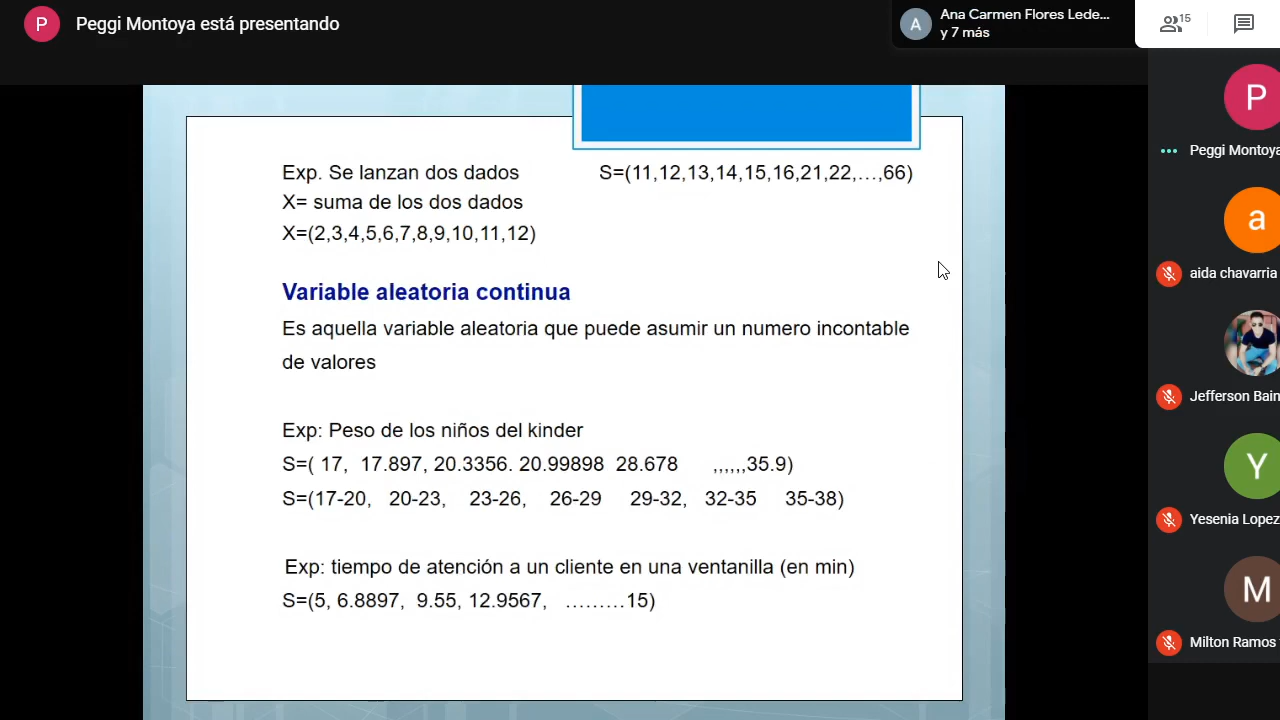 P Peggi Montoya está presentando
A Ana Carmen Flores Lede...
y 7 más
15
Exp. Se lanzan dos dados S=(11,12,13,14,15,16,21,22,...,66)
X= suma de los dos dados
X=(2,3,4,5,6,7,8,9,10,11,12)
Variable aleatoria continua
Es aquella variable aleatoria que puede asumir un numero incontable
de valores
Exp: Peso de los niños del kinder
S=( 17, 17.897, 20.3356. 20.99898 28.678 ,,,,,,35.9)
S=(17-20, 20-23, 23-26, 26-29 29-32, 32-35 35-38)
Exp: tiempo de atención a un cliente en una ventanilla (en min)
S=(5, 6.8897, 9.55, 12.9567, .........15)
P
Peggi Montoya
a
aida chavarria
Jefferson Bain
Y
Yesenia Lopez
M
Milton Ramos